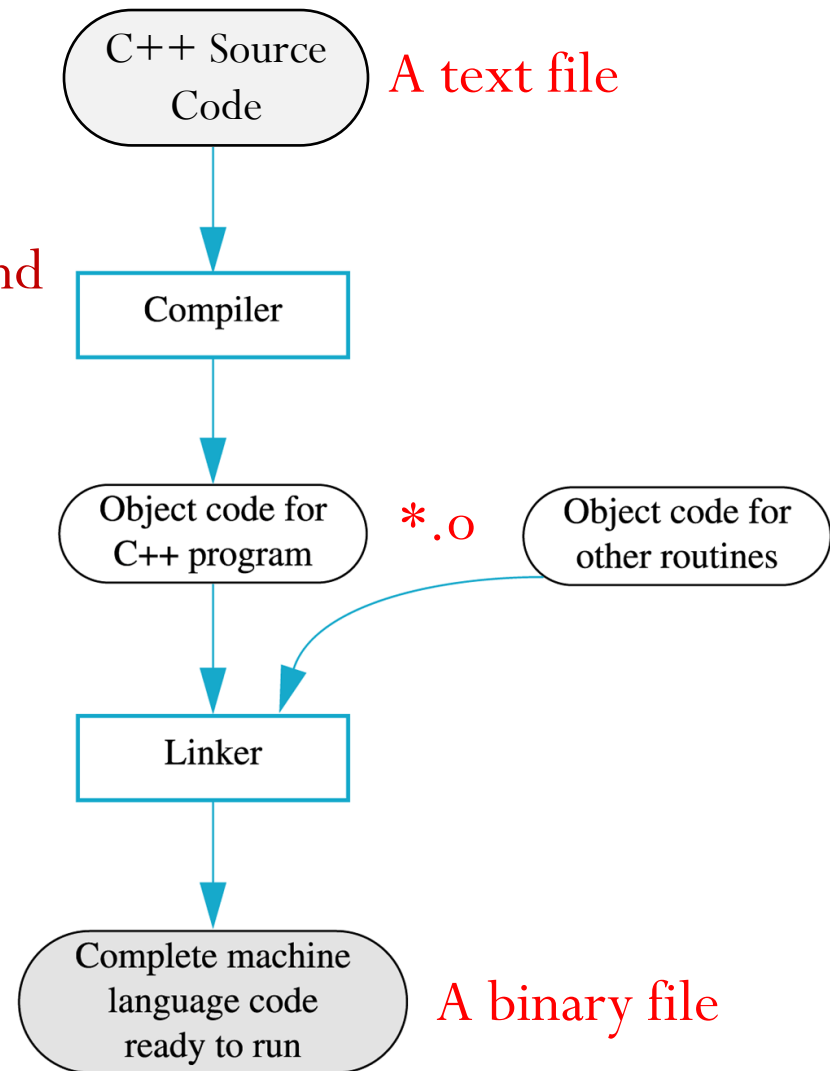 C++ Source
Code
A text file
nd
Compiler
Object code for
C++ program
*.o
Object code for
other routines
Linker
Complete machine
language code
ready to run
A binary file